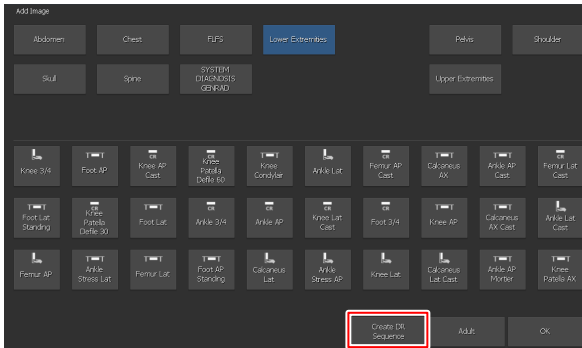 Add Image
Abdomen
Chest
FLFS
Lower Extremities
Pelvis
Shoulder
Skull
Spine
SYSTEM
DIAGNOSIS
GENRAD
Upper Extremities
Knee 3/4
Foot AP
CR
Knee AP
Cast
CR
Knee
Patella
Defile 60
Knee
Condylair
Ankle Lat
CR
Femur AP
Cast
Calcaneus
AX
Ankle AP
Cast
CR
Femur Lat
Cast
Foot Lat
Standing
CR
Knee
Patella
Defile 30
Foot Lat
CR
Ankle 3/4
CR
Ankle AP
CR
Knee Lat
Cast
CR
Foot 3/4
Knee AP
Calcaneus
AX Cast
Ankle Lat
Cast
Femur AP
Ankle
Stress Lat
Femur Lat
Foot AP
Standing
Calcaneus
Lat
Ankle
Stress AP
Knee Lat
Calcaneus
Lat Cast
Ankle AP
Mortier
Knee
Patella AX
Create DR
Sequence
Adult
OK